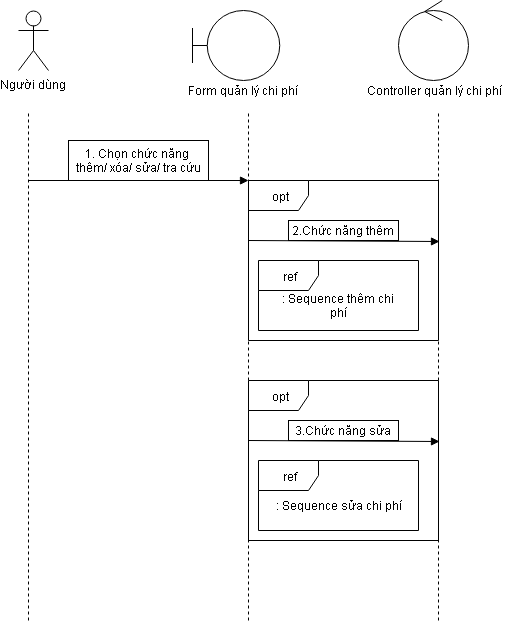 Người dùng
Form quản lý chi phí
Controller quản lý chi phí
1. Chọn chức năng
thêm/ xóa/ sửa/ tra cứu
opt
2.Chức năng thêm
ref
: Sequence thêm chi
phí
opt
3.Chức năng sửa
ref
: Sequence sửa chi phí